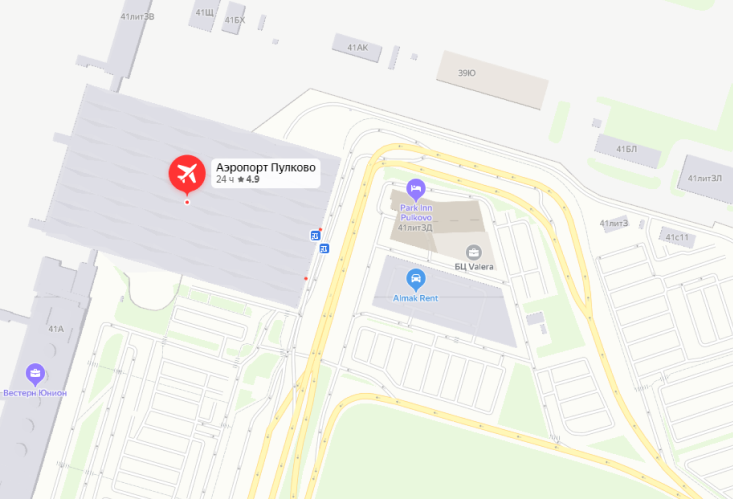 41литЗВ
41Щ
41БХ
41АК
39Ю
41БЛ
41литЗЛ
Аэропорт Пулково
24 ч ★ 4.9
Park Inn
Pulkovo
41литЗД
41литЗ
41с11
БЦ Valera
Almak Rent
41А
Вестерн Юнион